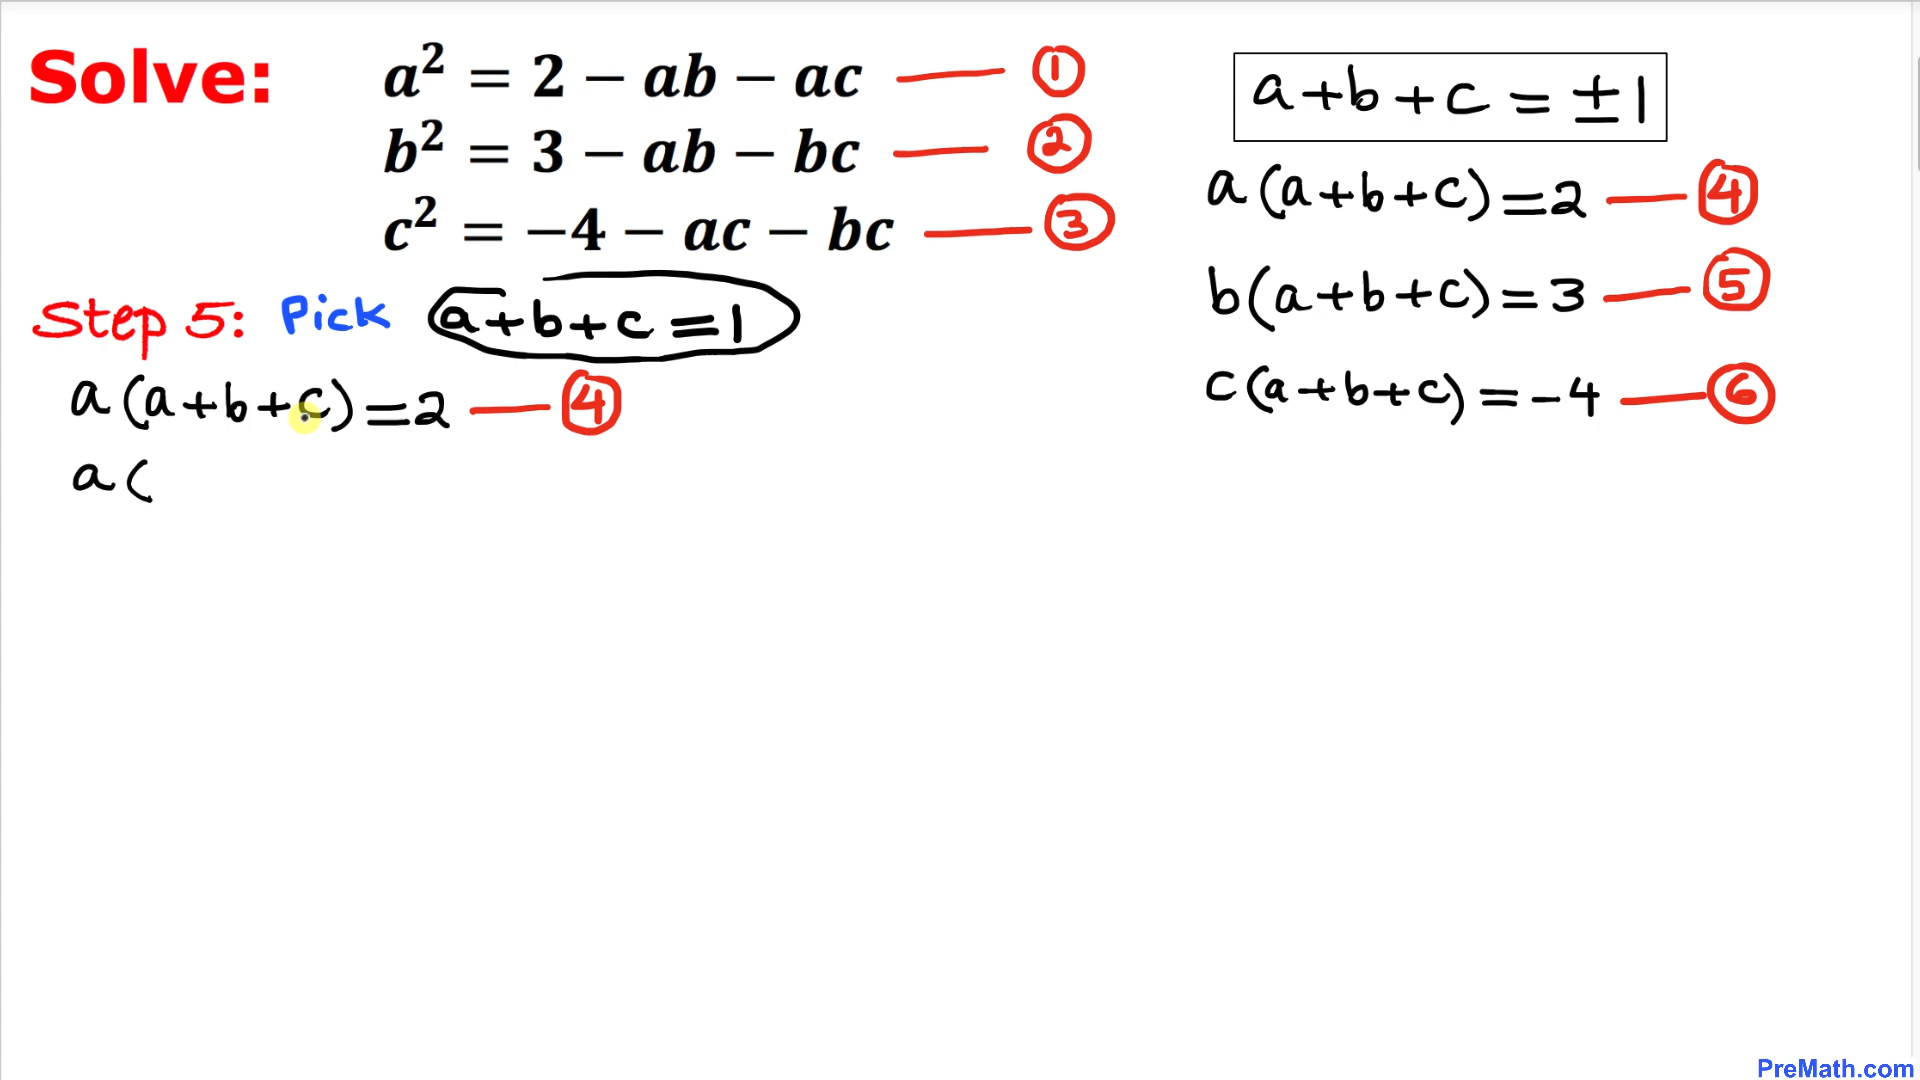 Solve: a² = 2 − ab − ac — ①
b² = 3 − ab − bc — ②
c² = −4 − ac − bc — ③
Step 5: Pick a+b+c=1
a(a+b+c)=2 — ④
a(
a+b+c=±1
a(a+b+c)=2 — ④
b(a+b+c)=3 — ⑤
c(a+b+c)=-4 — ⑥
PreMath.com